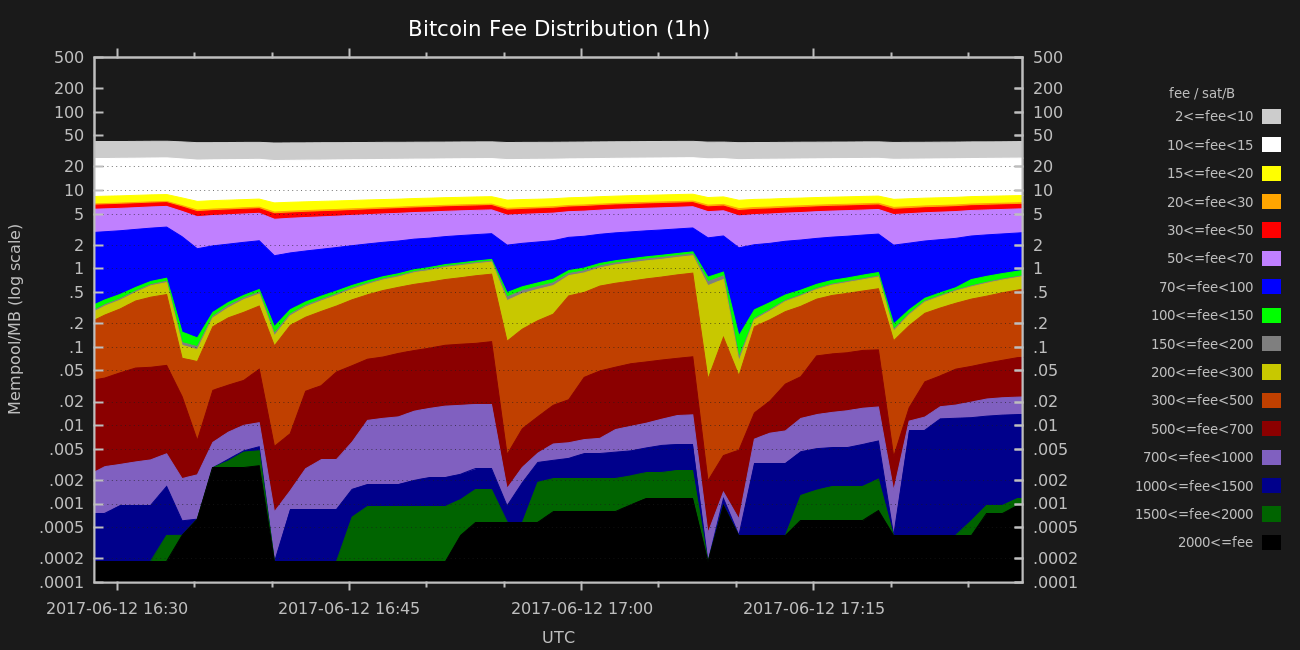 Bitcoin Fee Distribution (1h)
Mempool/MB (log scale)
500
200
100
50
20
10
5
2
1
.5
.2
.1
.05
.02
.01
.005
.002
.001
.0005
.0002
.0001
500
200
100
50
20
10
5
2
1
.5
.2
.1
.05
.02
.01
.005
.002
.001
.0005
.0002
.0001
2017-06-12 16:30 2017-06-12 16:45 2017-06-12 17:00 2017-06-12 17:15
UTC
fee / sat/B
2<=fee<10
10<=fee<15
15<=fee<20
20<=fee<30
30<=fee<50
50<=fee<70
70<=fee<100
100<=fee<150
150<=fee<200
200<=fee<300
300<=fee<500
500<=fee<700
700<=fee<1000
1000<=fee<1500
1500<=fee<2000
2000<=fee